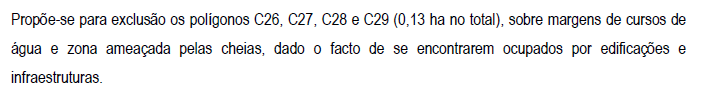 Propõe-se para exclusão os polígonos C26, C27, C28 e C29 (0,13 ha no total), sobre margens de cursos de
água e zona ameaçada pelas cheias, dado o facto de se encontrarem ocupados por edificações e
infraestruturas.